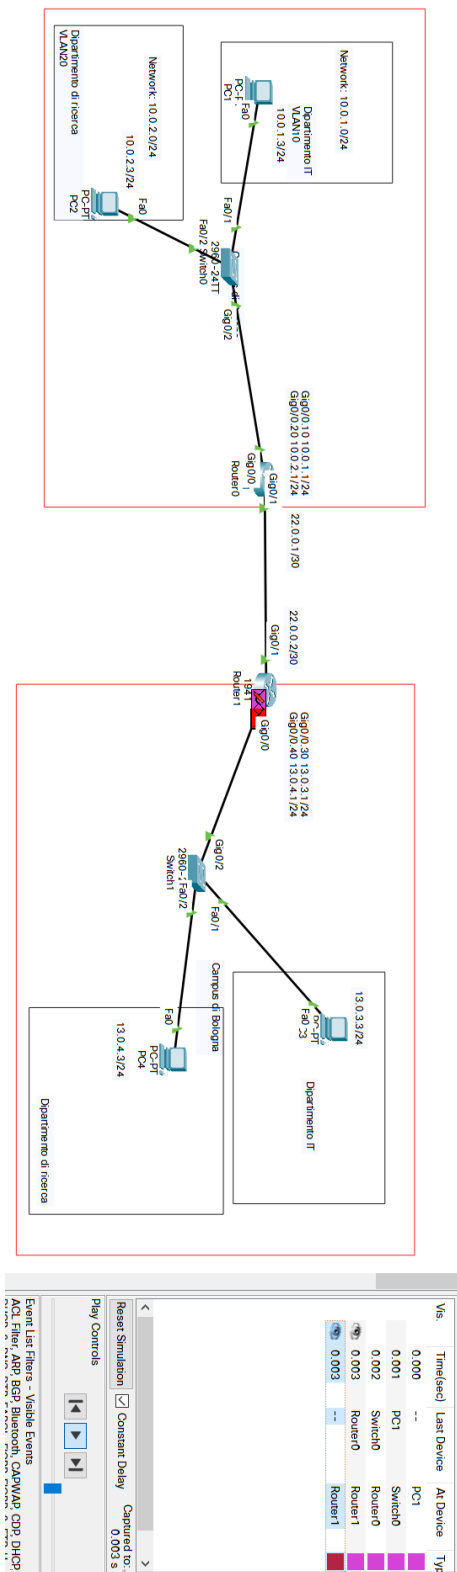 Network: 10.0.1.0/24
Dipartimento IT
VLAN10
10.0.1.3/24
Fa0
PC1
Network: 10.0.2.0/24
Dipartimento di ricerca
VLAN20
10.0.2.3/24
Fa0
PC-PT
PC2
Fa0/1
Fa0/2
2960-24TT
Switch0
Gig0/2
Gig0/0.10 10.0.1.1/24
Gig0/0.20 10.0.2.1/24
Gig0/1
Gig0/0
Router0
22.0.0.1/30
22.0.0.2/30
Gig0/1
1941
Router1
Gig0/0
Gig0/0.30 13.0.3.1/24
Gig0/0.40 13.0.4.1/24
Gig0/2
Switch1
Fa0/2
Fa0/1
Campus di Bologna
13.0.3.3/24
Fa0
Dipartimento IT
Fa0
PC-PT
PC4
13.0.4.3/24
Dipartimento di ricerca
Vis. Time(sec) Last Device At Device Typ
0.000 -- PC1
0.001 PC1 Switch0
0.002 Switch0 Router0
0.003 Router0 Router1
0.003 -- Router1
Reset Simulation Constant Delay Captured to:
0.003 s
Play Controls
Event List Filters - Visible Events
ACL Filter, ARP, BGP, Bluetooth, CAPWAP, CDP, DHCP,